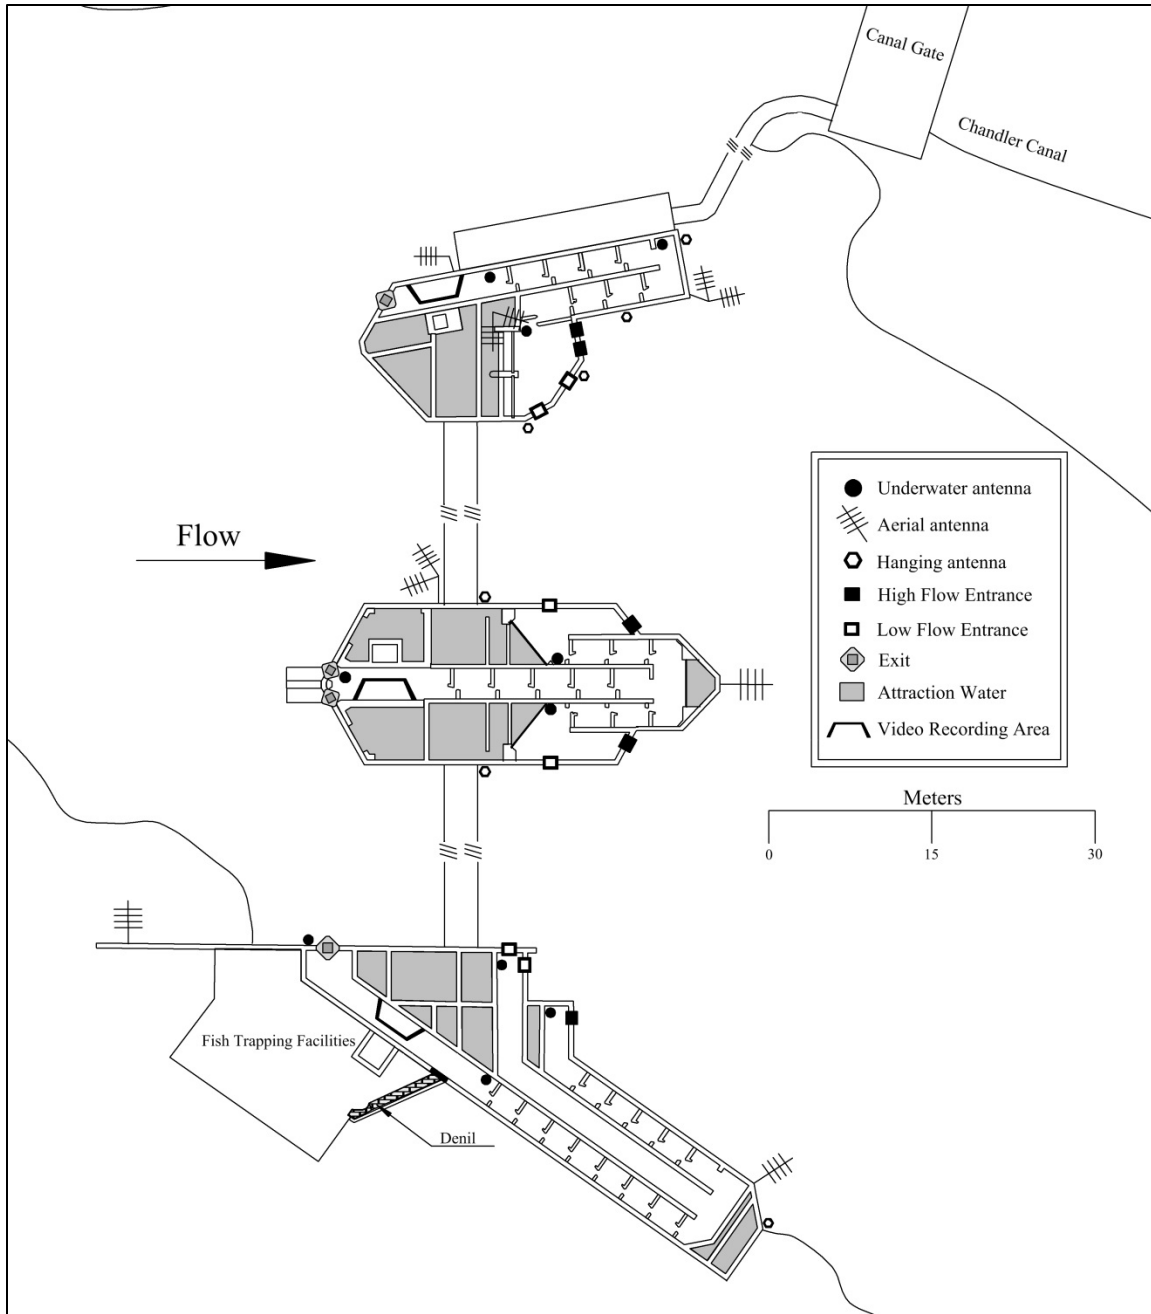 Canal Gate
Chandler Canal
Flow
Underwater antenna
Aerial antenna
Hanging antenna
High Flow Entrance
Low Flow Entrance
Exit
Attraction Water
Video Recording Area
Meters
0 15 30
Fish Trapping Facilities
Denil